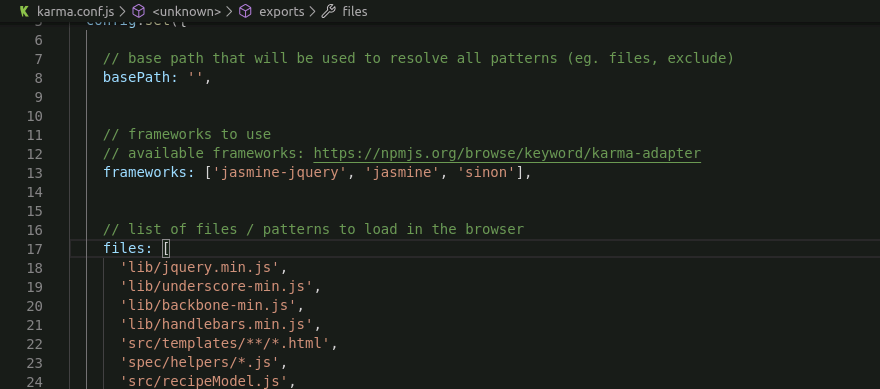 karma.conf.js > <unknown> > exports > files
5 config.set({
6
7 // base path that will be used to resolve all patterns (eg. files, exclude)
8 basePath: '',
9
10
11 // frameworks to use
12 // available frameworks: https://npmjs.org/browse/keyword/karma-adapter
13 frameworks: ['jasmine-jquery', 'jasmine', 'sinon'],
14
15
16 // list of files / patterns to load in the browser
17 files: [
18 'lib/jquery.min.js',
19 'lib/underscore-min.js',
20 'lib/backbone-min.js',
21 'lib/handlebars.min.js',
22 'src/templates/**/*.html',
23 'spec/helpers/*.js',
24 'src/recipeModel.js',